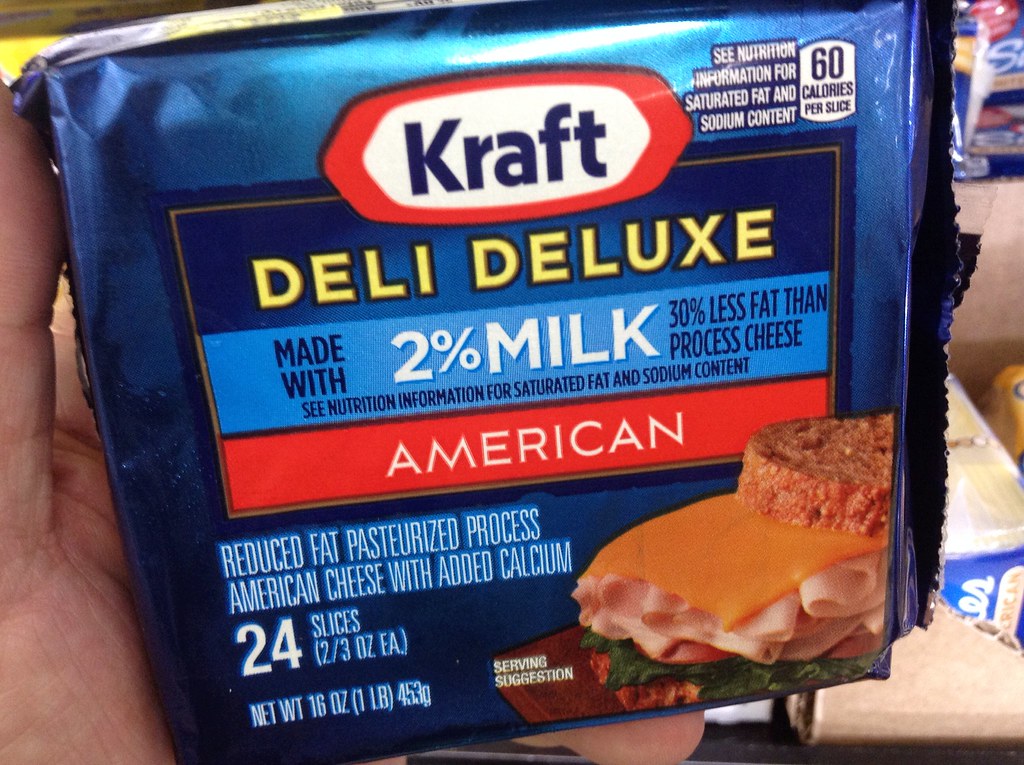 SEE NUTRITION
INFORMATION FOR
SATURATED FAT AND
SODIUM CONTENT
60
CALORIES
PER SLICE
Kraft
DELI DELUXE
MADE
WITH
2% MILK
30% LESS FAT THAN
PROCESS CHEESE
SEE NUTRITION INFORMATION FOR SATURATED FAT AND SODIUM CONTENT
AMERICAN
REDUCED FAT PASTEURIZED PROCESS
AMERICAN CHEESE WITH ADDED CALCIUM
24
SLICES
(2/3 OZ EA.)
NET WT 16 OZ (1 LB) 453g
SERVING
SUGGESTION